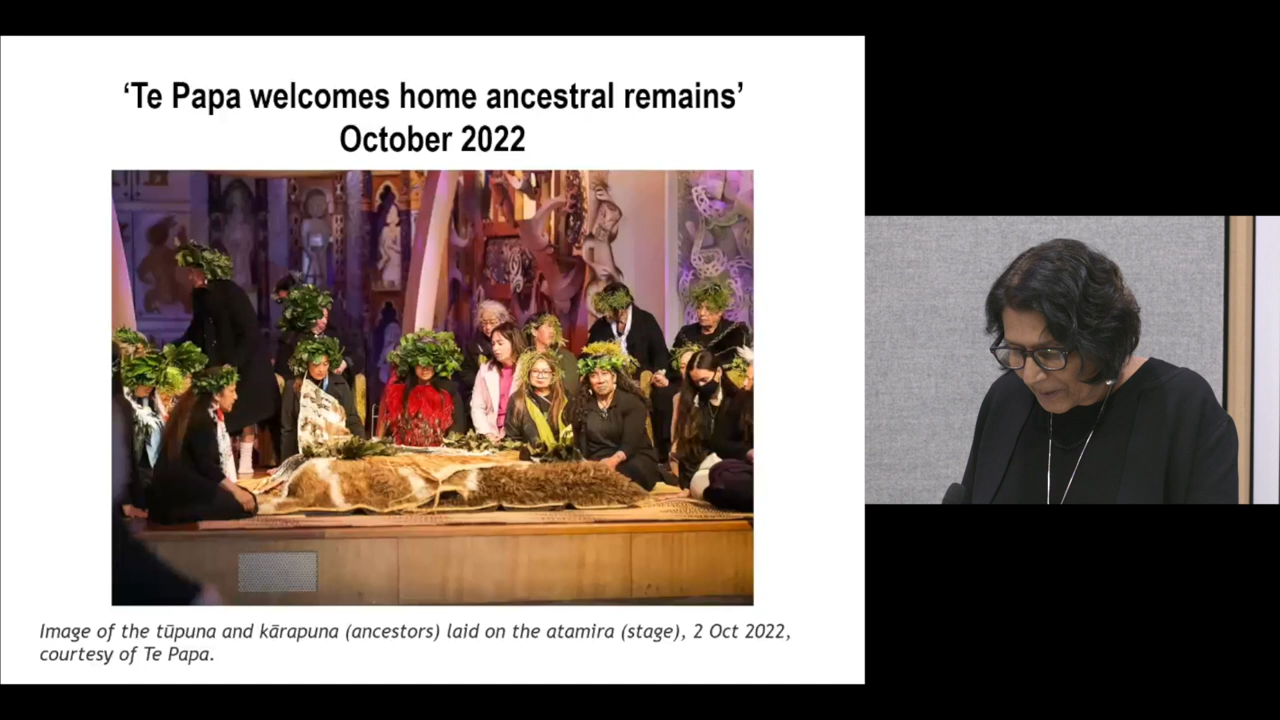 ‘Te Papa welcomes home ancestral remains’
October 2022
Image of the tūpuna and kārapuna (ancestors) laid on the atamira (stage), 2 Oct 2022,
courtesy of Te Papa.